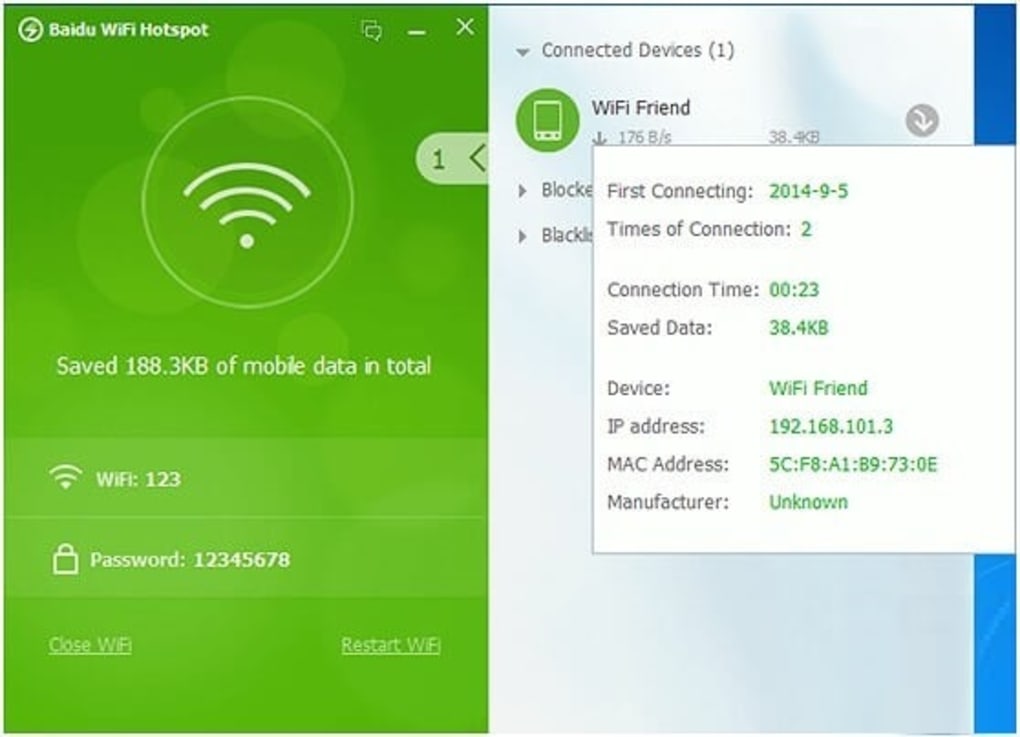 Baidu WiFi Hotspot
1
Saved 188.3KB of mobile data in total
WiFi: 123
Password: 12345678
Close WiFi
Restart WiFi
Connected Devices (1)
WiFi Friend
176 B/s 38.4KB
Blocke
Blackli
First Connecting: 2014-9-5
Times of Connection: 2
Connection Time: 00:23
Saved Data: 38.4KB
Device: WiFi Friend
IP address: 192.168.101.3
MAC Address: 5C:F8:A1:B9:73:0E
Manufacturer: Unknown